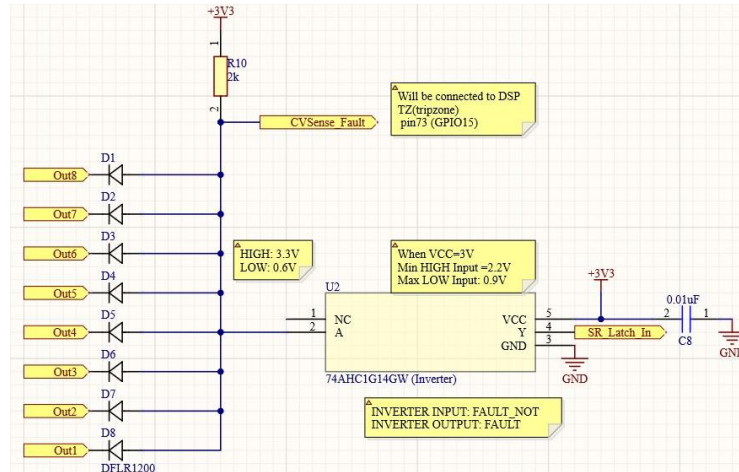 +3V3
1
R10
2k
2
CVSense_Fault
Will be connected to DSP
TZ(tripzone)
pin73 (GPIO15)
D1
Out8
D2
Out7
D3
Out6
D4
Out5
D5
Out4
D6
Out3
D7
Out2
D8
Out1
DFLR1200
HIGH: 3.3V
LOW: 0.6V
When VCC=3V
Min HIGH Input =2.2V
Max LOW Input: 0.9V
U2
1
NC
2
A
VCC
5
Y
4
GND
3
74AHC1G14GW (Inverter)
+3V3
SR_Latch_In
GND
0.01uF
2
1
C8
GND
INVERTER INPUT: FAULT_NOT
INVERTER OUTPUT: FAULT